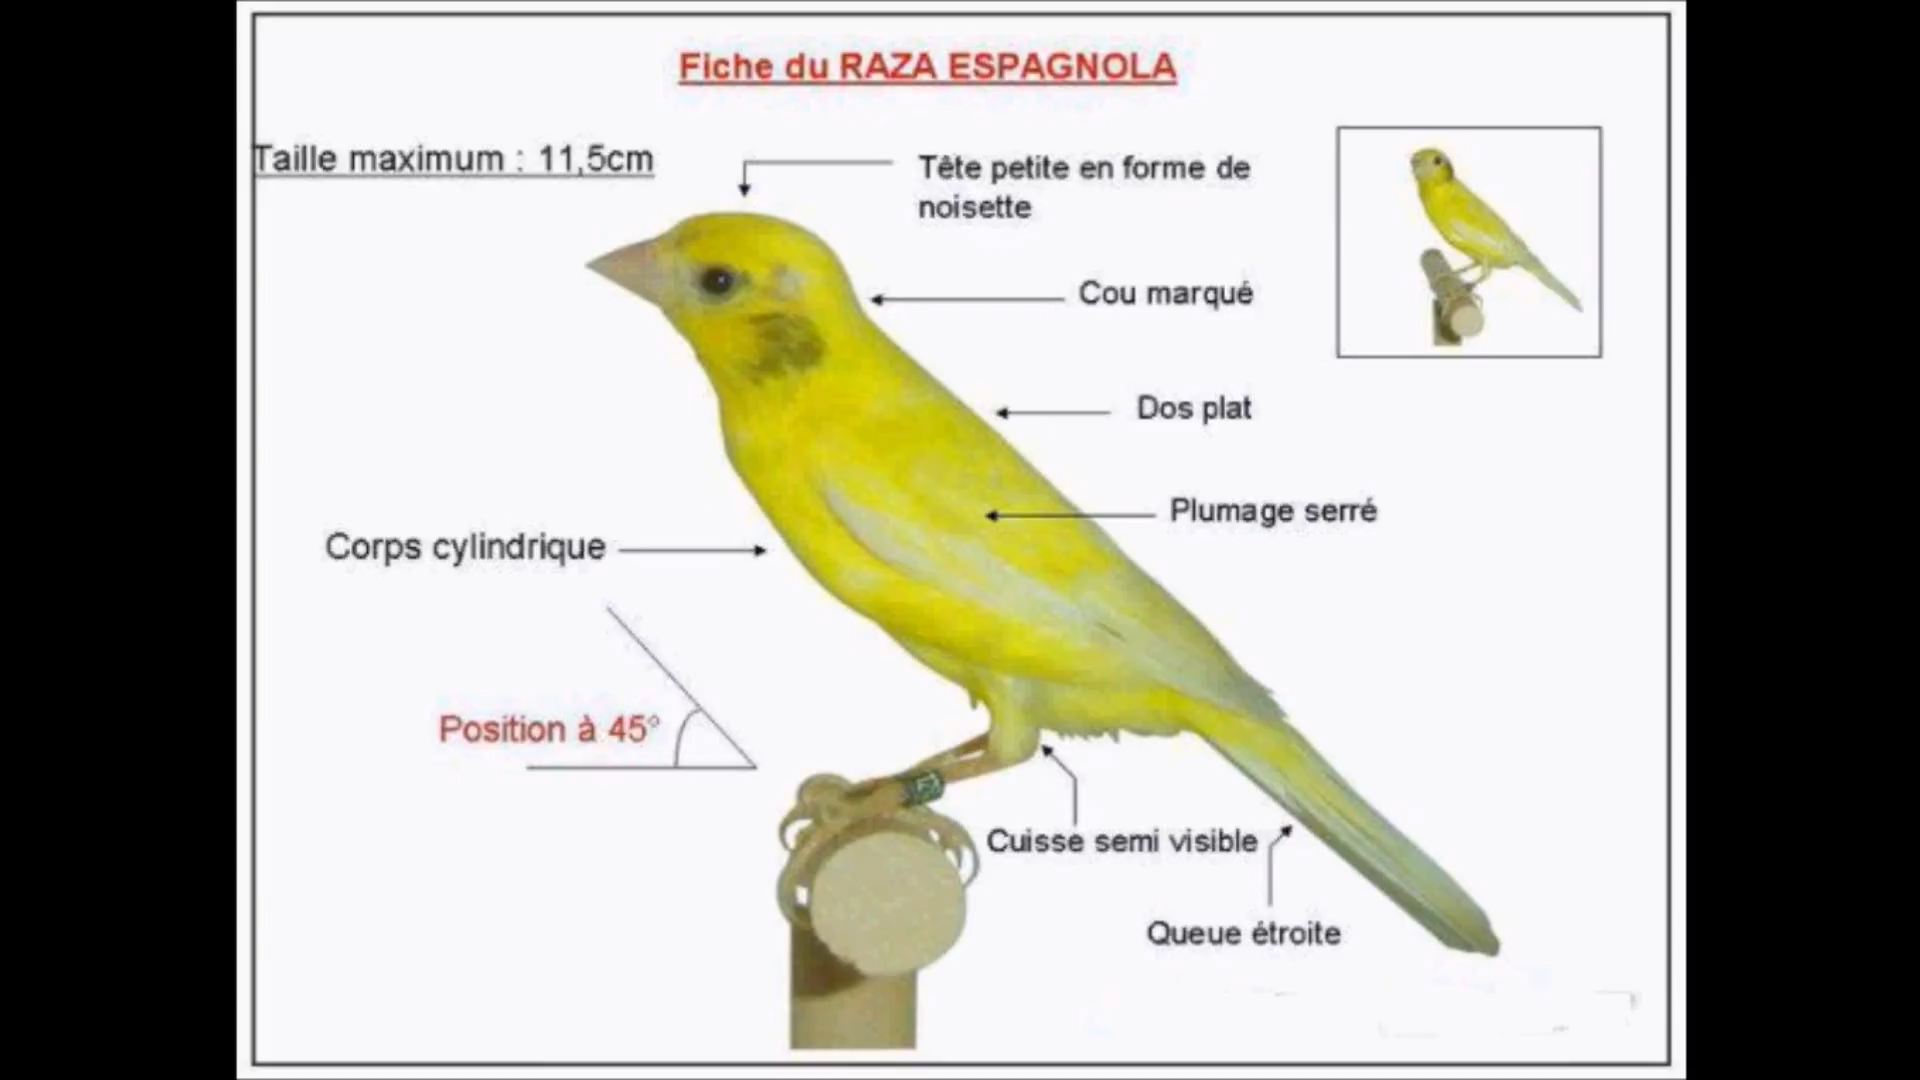 Fiche du RAZA ESPAGNOLA
Taille maximum : 11,5cm
Tête petite en forme de
noisette
Cou marqué
Dos plat
Plumage serré
Corps cylindrique
Position à 45°
Cuisse semi visible
Queue étroite